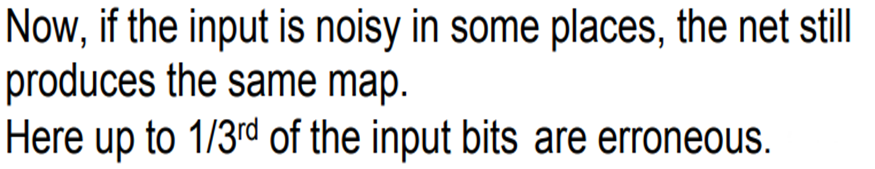 Now, if the input is noisy in some places, the net still
produces the same map.
Here up to 1/3rd of the input bits are erroneous.